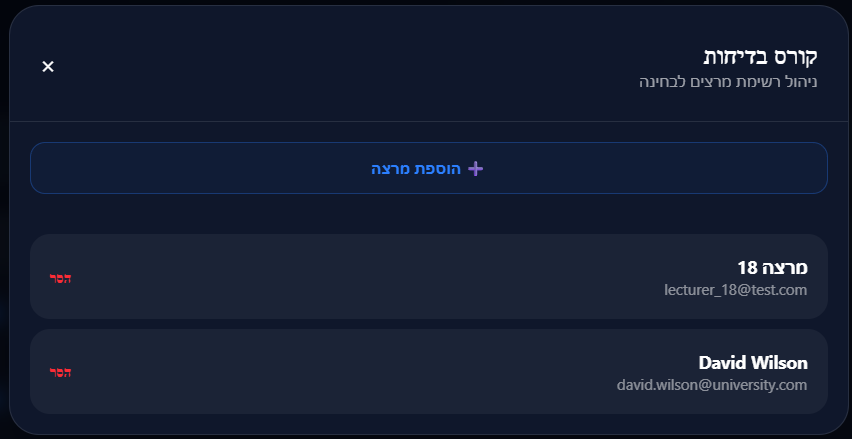 קורס בדיחות
×
ניהול רשימת מרצים לבחינה
➕ הוספת מרצה
מרצה 18
lecturer_18@test.com
הסר
David Wilson
david.wilson@university.com
הסר